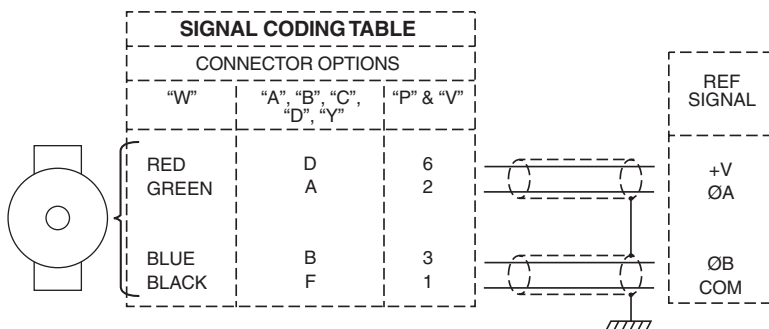 SIGNAL CODING TABLE
CONNECTOR OPTIONS
“W” “A”, “B”, “C”, “P” & “V”
“D”, “Y”
REF
SIGNAL
RED D 6 +V
GREEN A 2 ØA
BLUE B 3 ØB
BLACK F 1 COM